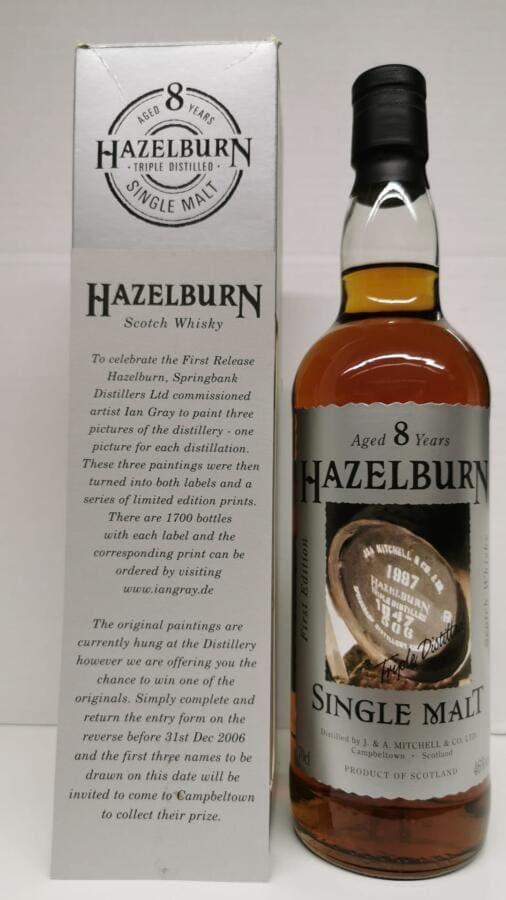 AGED 8 YEARS
HAZELBURN
· TRIPLE DISTILLED ·
SINGLE MALT
HAZELBURN
Scotch Whisky
To celebrate the First Release
Hazelburn, Springbank
Distillers Ltd commissioned
artist Ian Gray to paint three
pictures of the distillery - one
picture for each distillation.
These three paintings were then
turned into both labels and a
series of limited edition prints.
There are 1700 bottles
with each label and the
corresponding print can be
ordered by visiting
www.iangray.de
The original paintings are
currently hung at the Distillery
however we are offering you the
chance to win one of the
originals. Simply complete and
return the entry form on the
reverse before 31st Dec 2006
and the first three names to be
drawn on this date will be
invited to come to Campbeltown
to collect their prize.
Aged 8 Years
HAZELBURN
First Edition
Scotch Whisky
J&A MITCHELL & CO LTD
1997
HAZELBURN
TRIPLE DISTILLED
Triple Distilled
SINGLE MALT
Distilled by J. & A. MITCHELL & CO. LTD.
Campbeltown · Scotland
PRODUCT OF SCOTLAND
46%